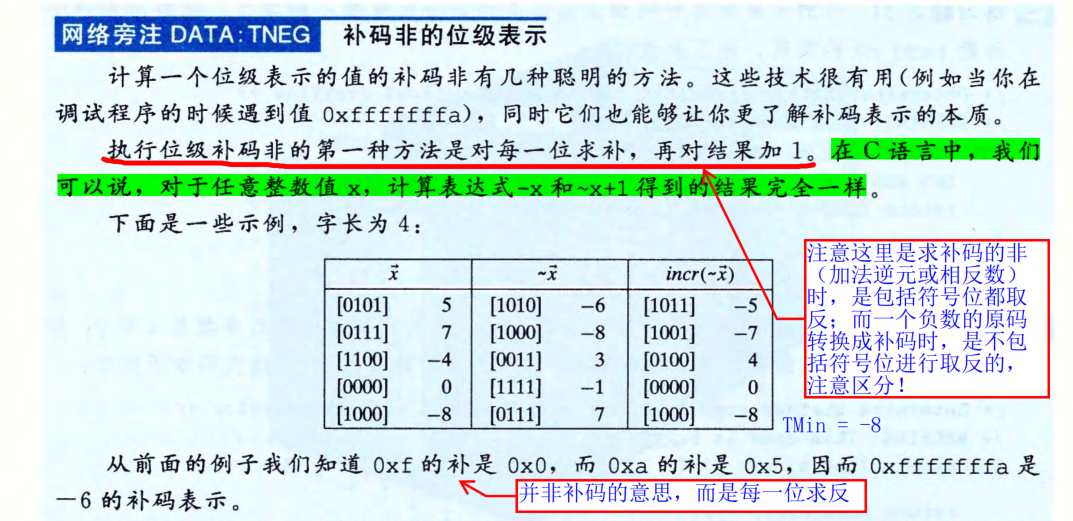 网络旁注 DATA:TNEG 补码非的位级表示
计算一个位级表示的值的补码非有几种聪明的方法。这些技术很有用(例如当你在
调试程序的时候遇到值 0xfffffffa)，同时它们也能够让你更了解补码表示的本质。
执行位级补码非的第一种方法是对每一位求补，再对结果加 1。在 C 语言中，我们
可以说，对于任意整数值 x，计算表达式-x 和~x+1 得到的结果完全一样。
下面是一些示例，字长为 4：
x⃗ ~x⃗ incr(~x⃗)
[0101] 5 [1010] −6 [1011] −5
[0111] 7 [1000] −8 [1001] −7
[1100] −4 [0011] 3 [0100] 4
[0000] 0 [1111] −1 [0000] 0
[1000] −8 [0111] 7 [1000] −8
TMin = -8
注意这里是求补码的非
（加法逆元或相反数）
时，是包括符号位都取
反；而一个负数的原码
转换成补码时，是不包
括符号位进行取反的，
注意区分！
从前面的例子我们知道 0xf 的补是 0x0，而 0xa 的补是 0x5，因而 0xfffffffa 是
−6 的补码表示。
并非补码的意思，而是每一位求反